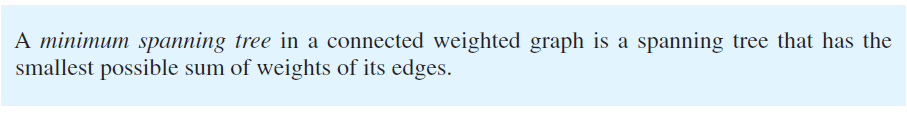 A minimum spanning tree in a connected weighted graph is a spanning tree that has the
smallest possible sum of weights of its edges.